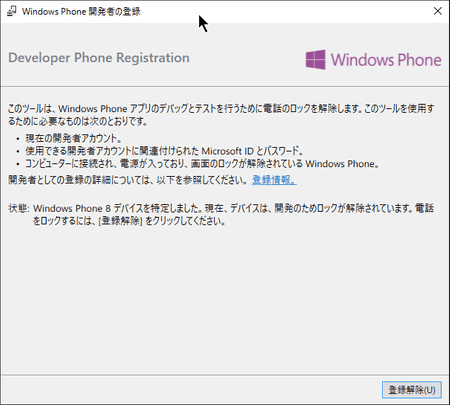 Windows Phone 開発者の登録
Developer Phone Registration
Windows Phone
このツールは、Windows Phone アプリのデバッグとテストを行うために電話のロックを解除します。このツールを使用す
るために必要なものは次のとおりです。
• 現在の開発者アカウント。
• 使用できる開発者アカウントに関連付けられた Microsoft ID とパスワード。
• コンピューターに接続され、電源が入っており、画面のロックが解除されている Windows Phone。
開発者としての登録の詳細については、以下を参照してください。 登録情報。
状態: Windows Phone 8 デバイスを特定しました。現在、デバイスは、開発のためロックが解除されています。電話
をロックするには、[登録解除] をクリックしてください。
登録解除(U)